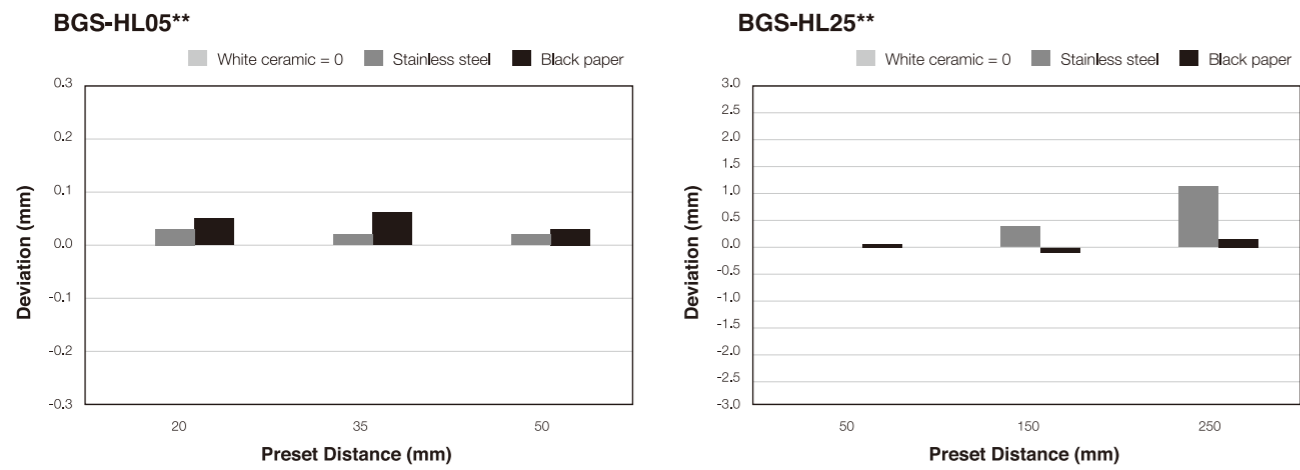 BGS-HL05**
White ceramic = 0 Stainless steel Black paper
0.3
0.2
0.1
0.0
-0.1
-0.2
-0.3
Deviation (mm)
20 35 50
Preset Distance (mm)
BGS-HL25**
White ceramic = 0 Stainless steel Black paper
3.0
2.5
2.0
1.5
1.0
0.5
0.0
-0.5
-1.0
-1.5
-2.0
-2.5
-3.0
Deviation (mm)
50 150 250
Preset Distance (mm)